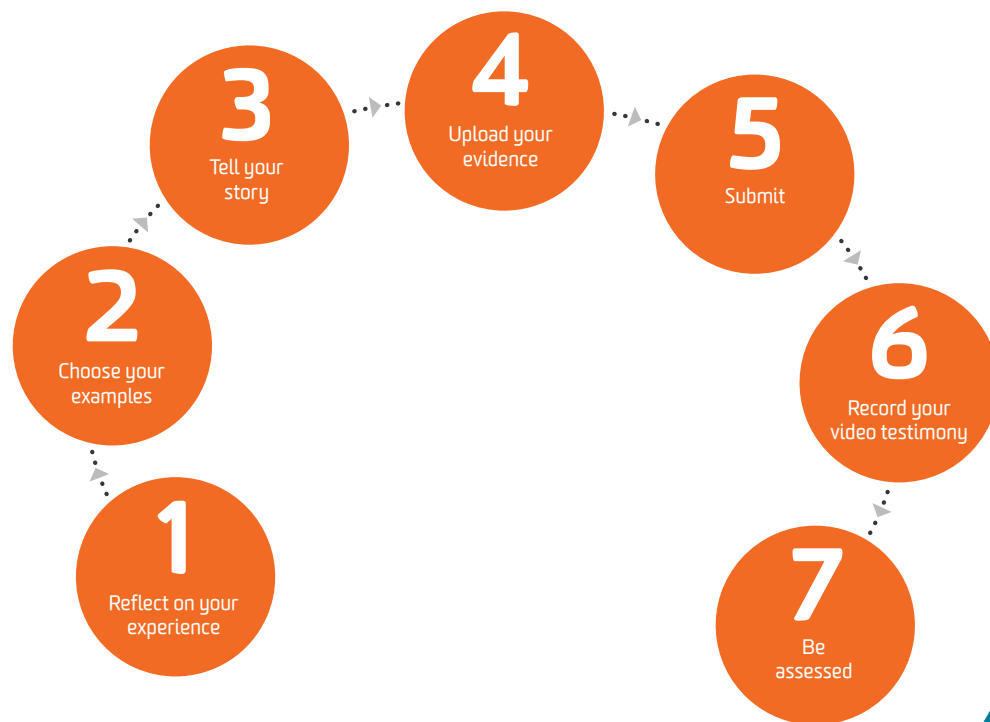 1
Reflect on your
experience
2
Choose your
examples
3
Tell your
story
4
Upload your
evidence
5
Submit
6
Record your
video testimony
7
Be
assessed